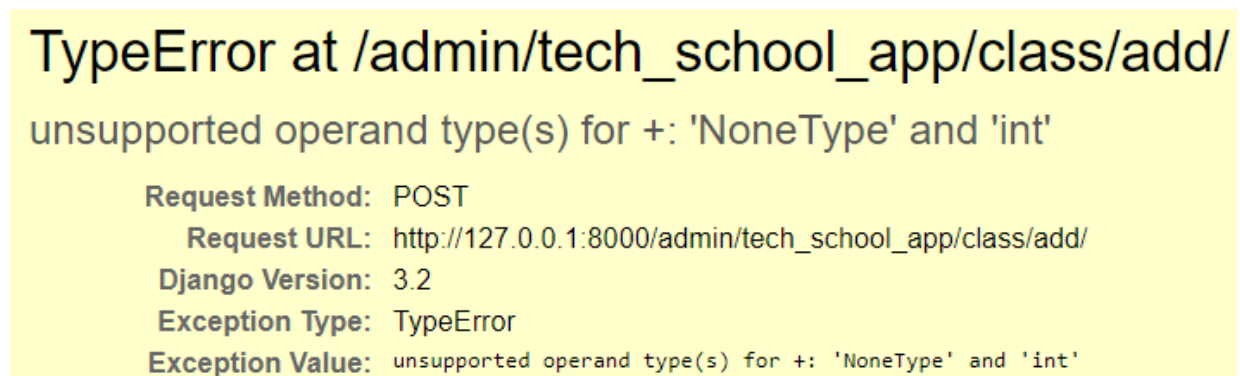 TypeError at /admin/tech_school_app/class/add/
unsupported operand type(s) for +: 'NoneType' and 'int'
Request Method: POST
Request URL: http://127.0.0.1:8000/admin/tech_school_app/class/add/
Django Version: 3.2
Exception Type: TypeError
Exception Value: unsupported operand type(s) for +: 'NoneType' and 'int'